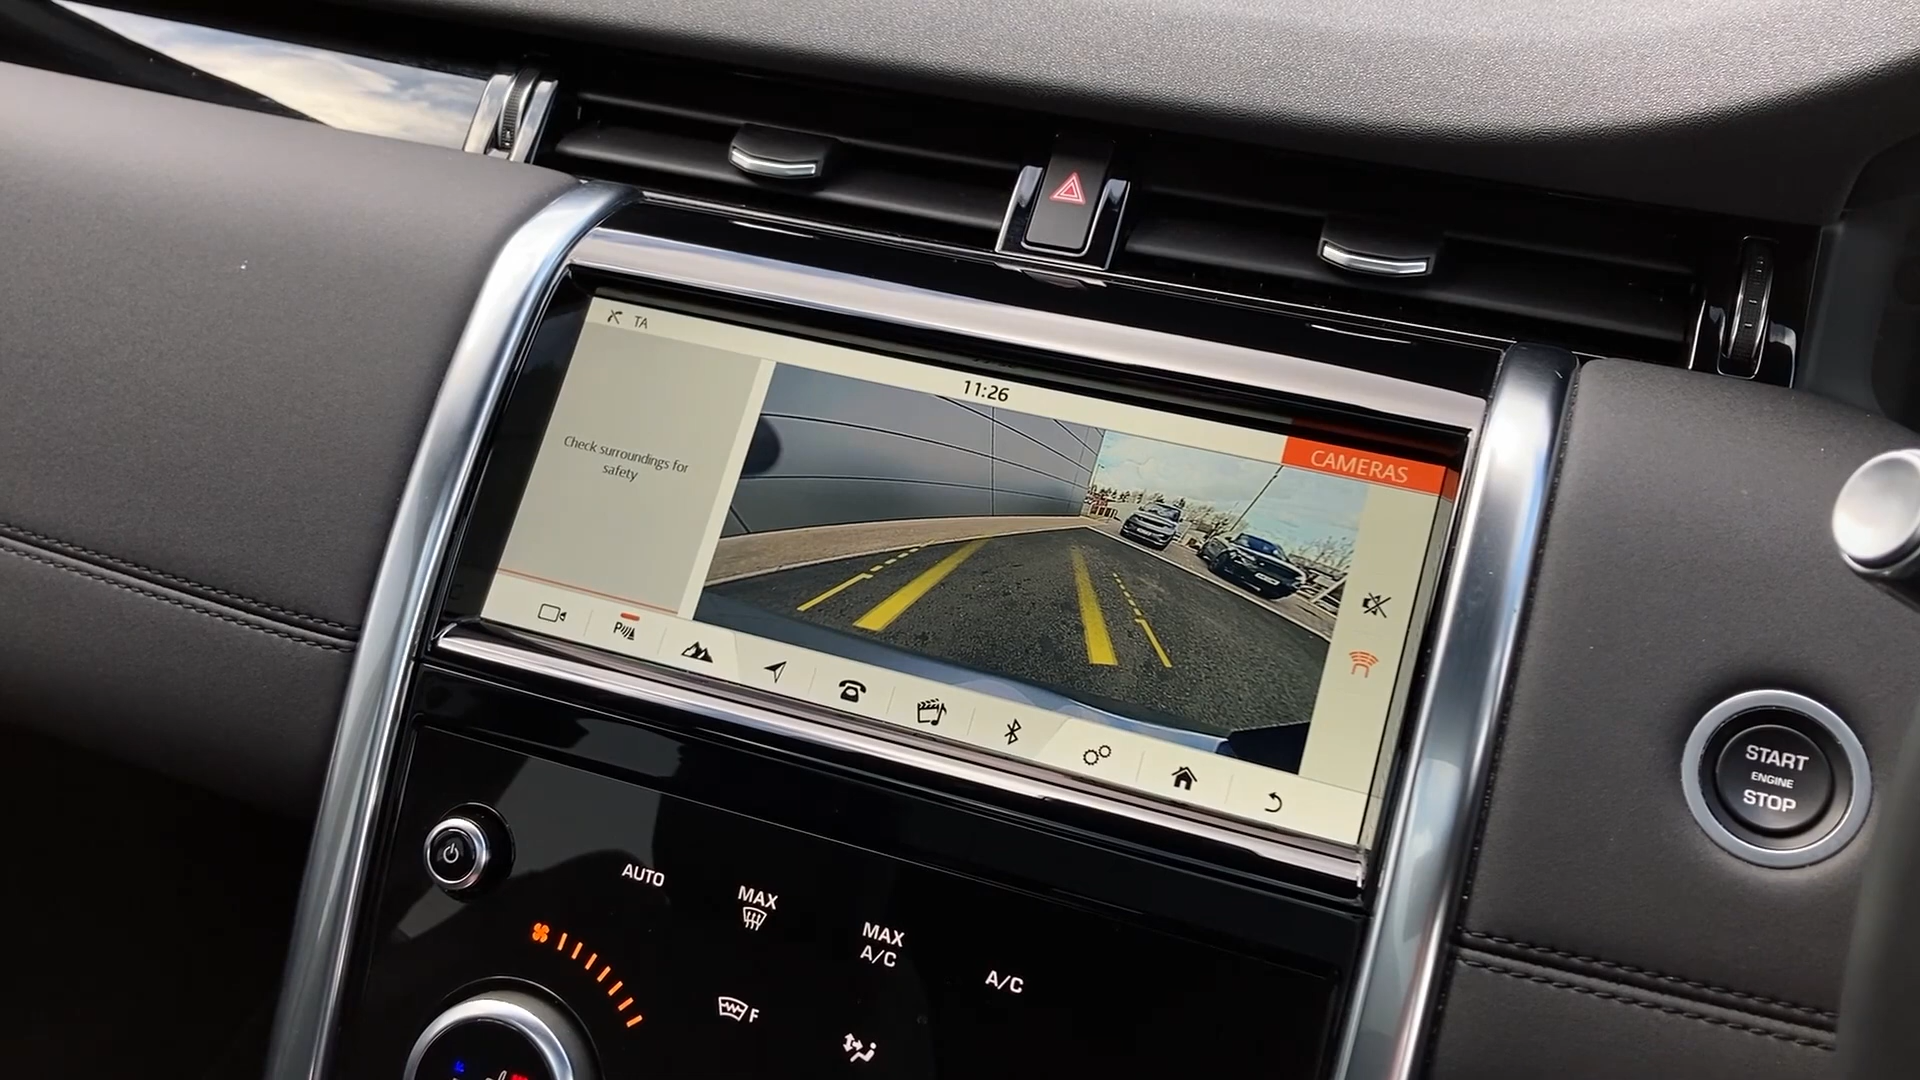 TA
11:26
CAMERAS
Check surroundings for
safety
P
START
ENGINE
STOP
AUTO
MAX
MAX
A/C
A/C
F